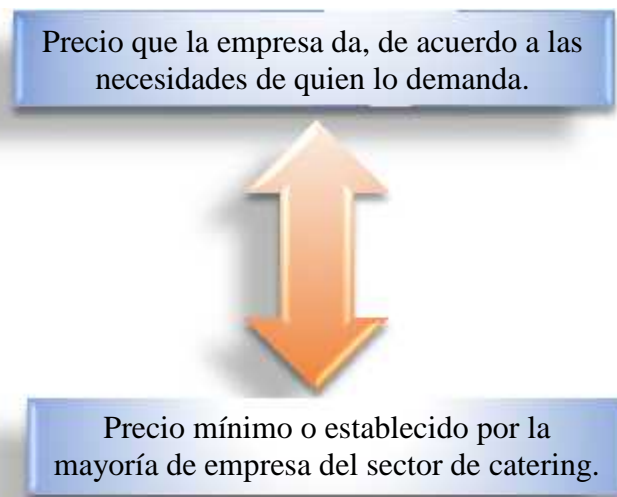 Precio que la empresa da, de acuerdo a las
necesidades de quien lo demanda.
Precio mínimo o establecido por la
mayoría de empresa del sector de catering.